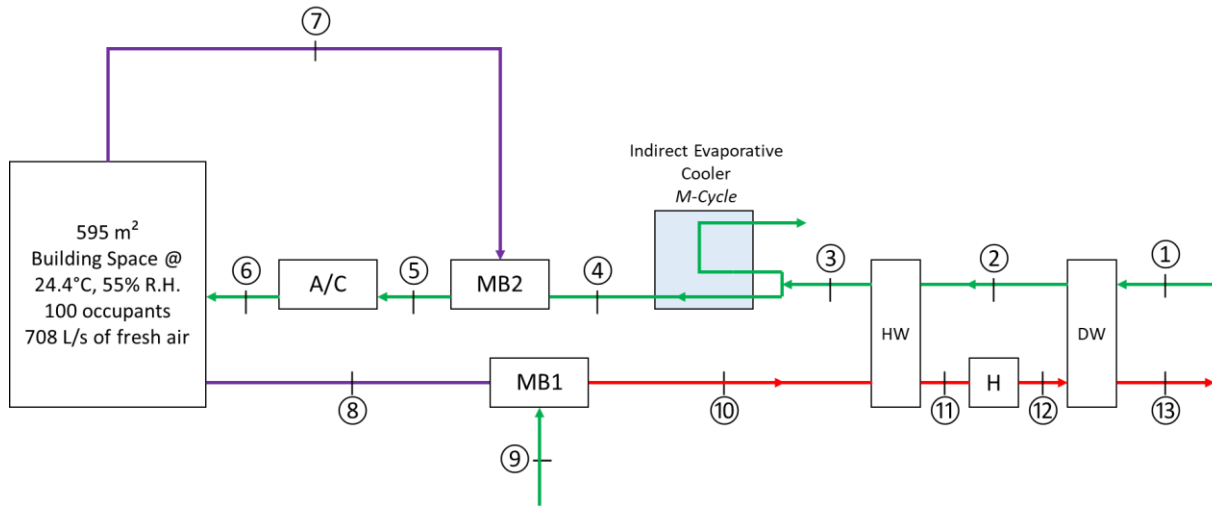 ⑦
Indirect Evaporative
Cooler
M-Cycle
595 m²
Building Space @
24.4°C, 55% R.H.
100 occupants
708 L/s of fresh air
⑥
A/C
⑤
MB2
④
③
HW
②
DW
①
⑧
MB1
⑩
⑪
H
⑫
⑬
⑨